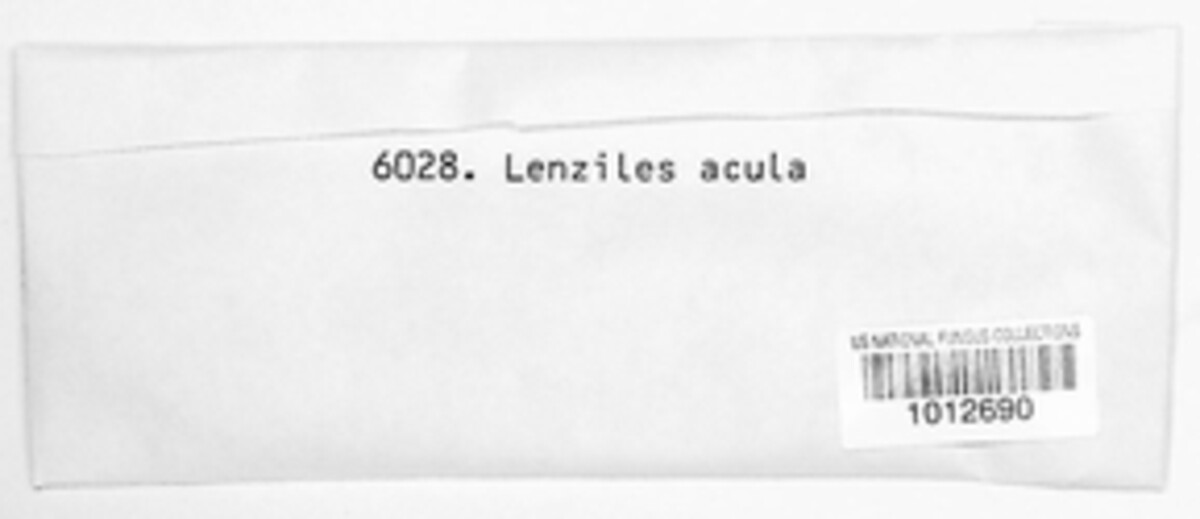 6028. Lenziles acula
US NATIONAL FUNGUS COLLECTIONS
1012690